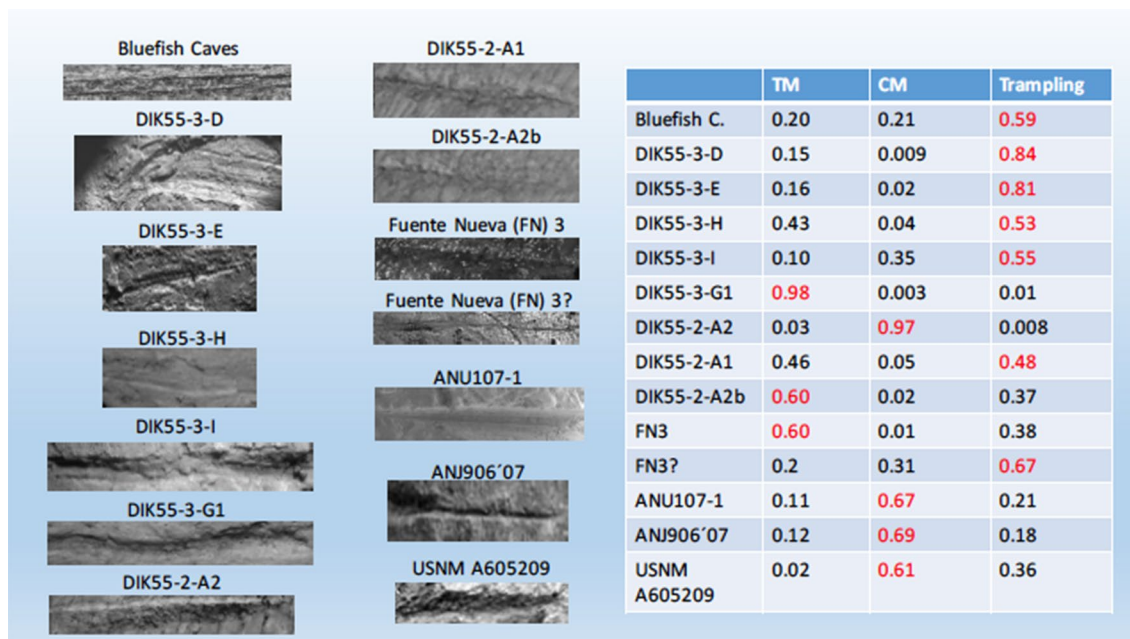 Bluefish Caves
DIK55-3-D
DIK55-3-E
DIK55-3-H
DIK55-3-I
DIK55-3-G1
DIK55-2-A2
DIK55-2-A1
DIK55-2-A2b
Fuente Nueva (FN) 3
Fuente Nueva (FN) 3?
ANU107-1
ANJ906´07
USNM A605209
TM CM Trampling
Bluefish C. 0.20 0.21 0.59
DIK55-3-D 0.15 0.009 0.84
DIK55-3-E 0.16 0.02 0.81
DIK55-3-H 0.43 0.04 0.53
DIK55-3-I 0.10 0.35 0.55
DIK55-3-G1 0.98 0.003 0.01
DIK55-2-A2 0.03 0.97 0.008
DIK55-2-A1 0.46 0.05 0.48
DIK55-2-A2b 0.60 0.02 0.37
FN3 0.60 0.01 0.38
FN3? 0.2 0.31 0.67
ANU107-1 0.11 0.67 0.21
ANJ906´07 0.12 0.69 0.18
USNM 0.02 0.61 0.36
A605209